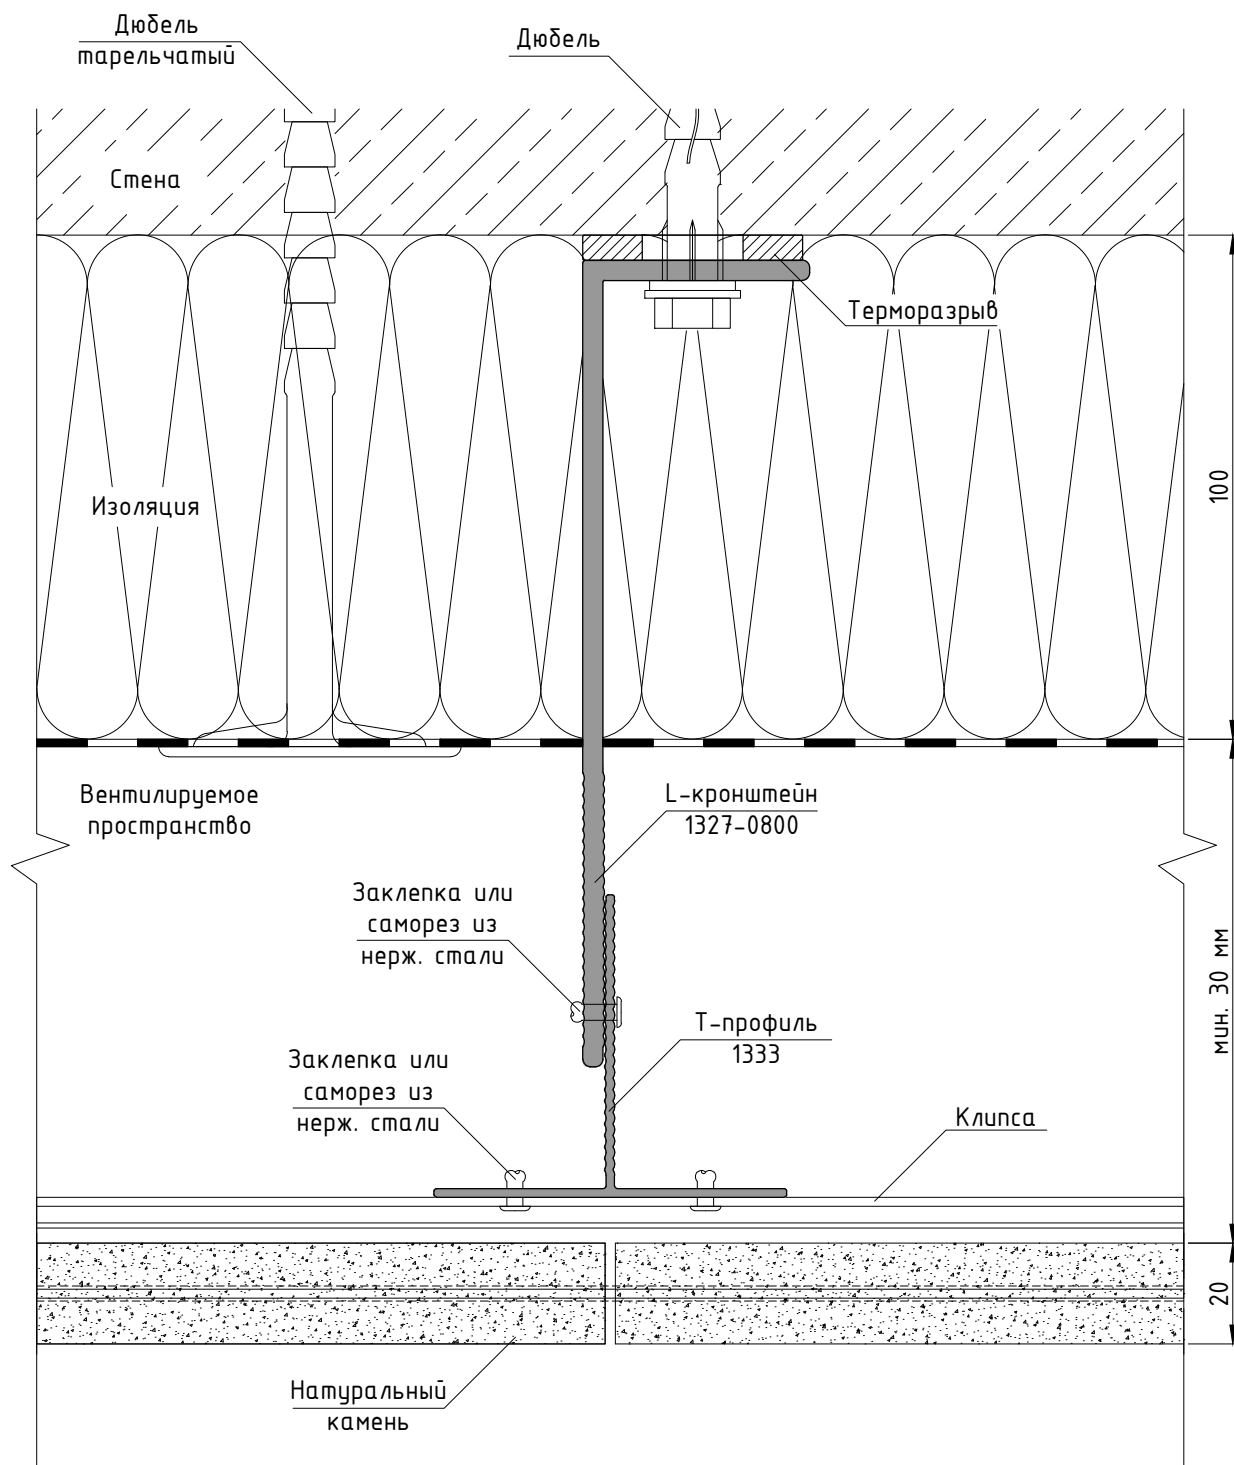 Дюбель
тарельчатый
Дюбель
Стена
Терморазрыв
100
Изоляция
Вентилируемое
пространство
L-кронштейн
1327-0800
Заклепка или
саморез из
нерж. стали
мин. 30 мм
Т-профиль
1333
Заклепка или
саморез из
нерж. стали
Клипса
20
Натуральный
камень